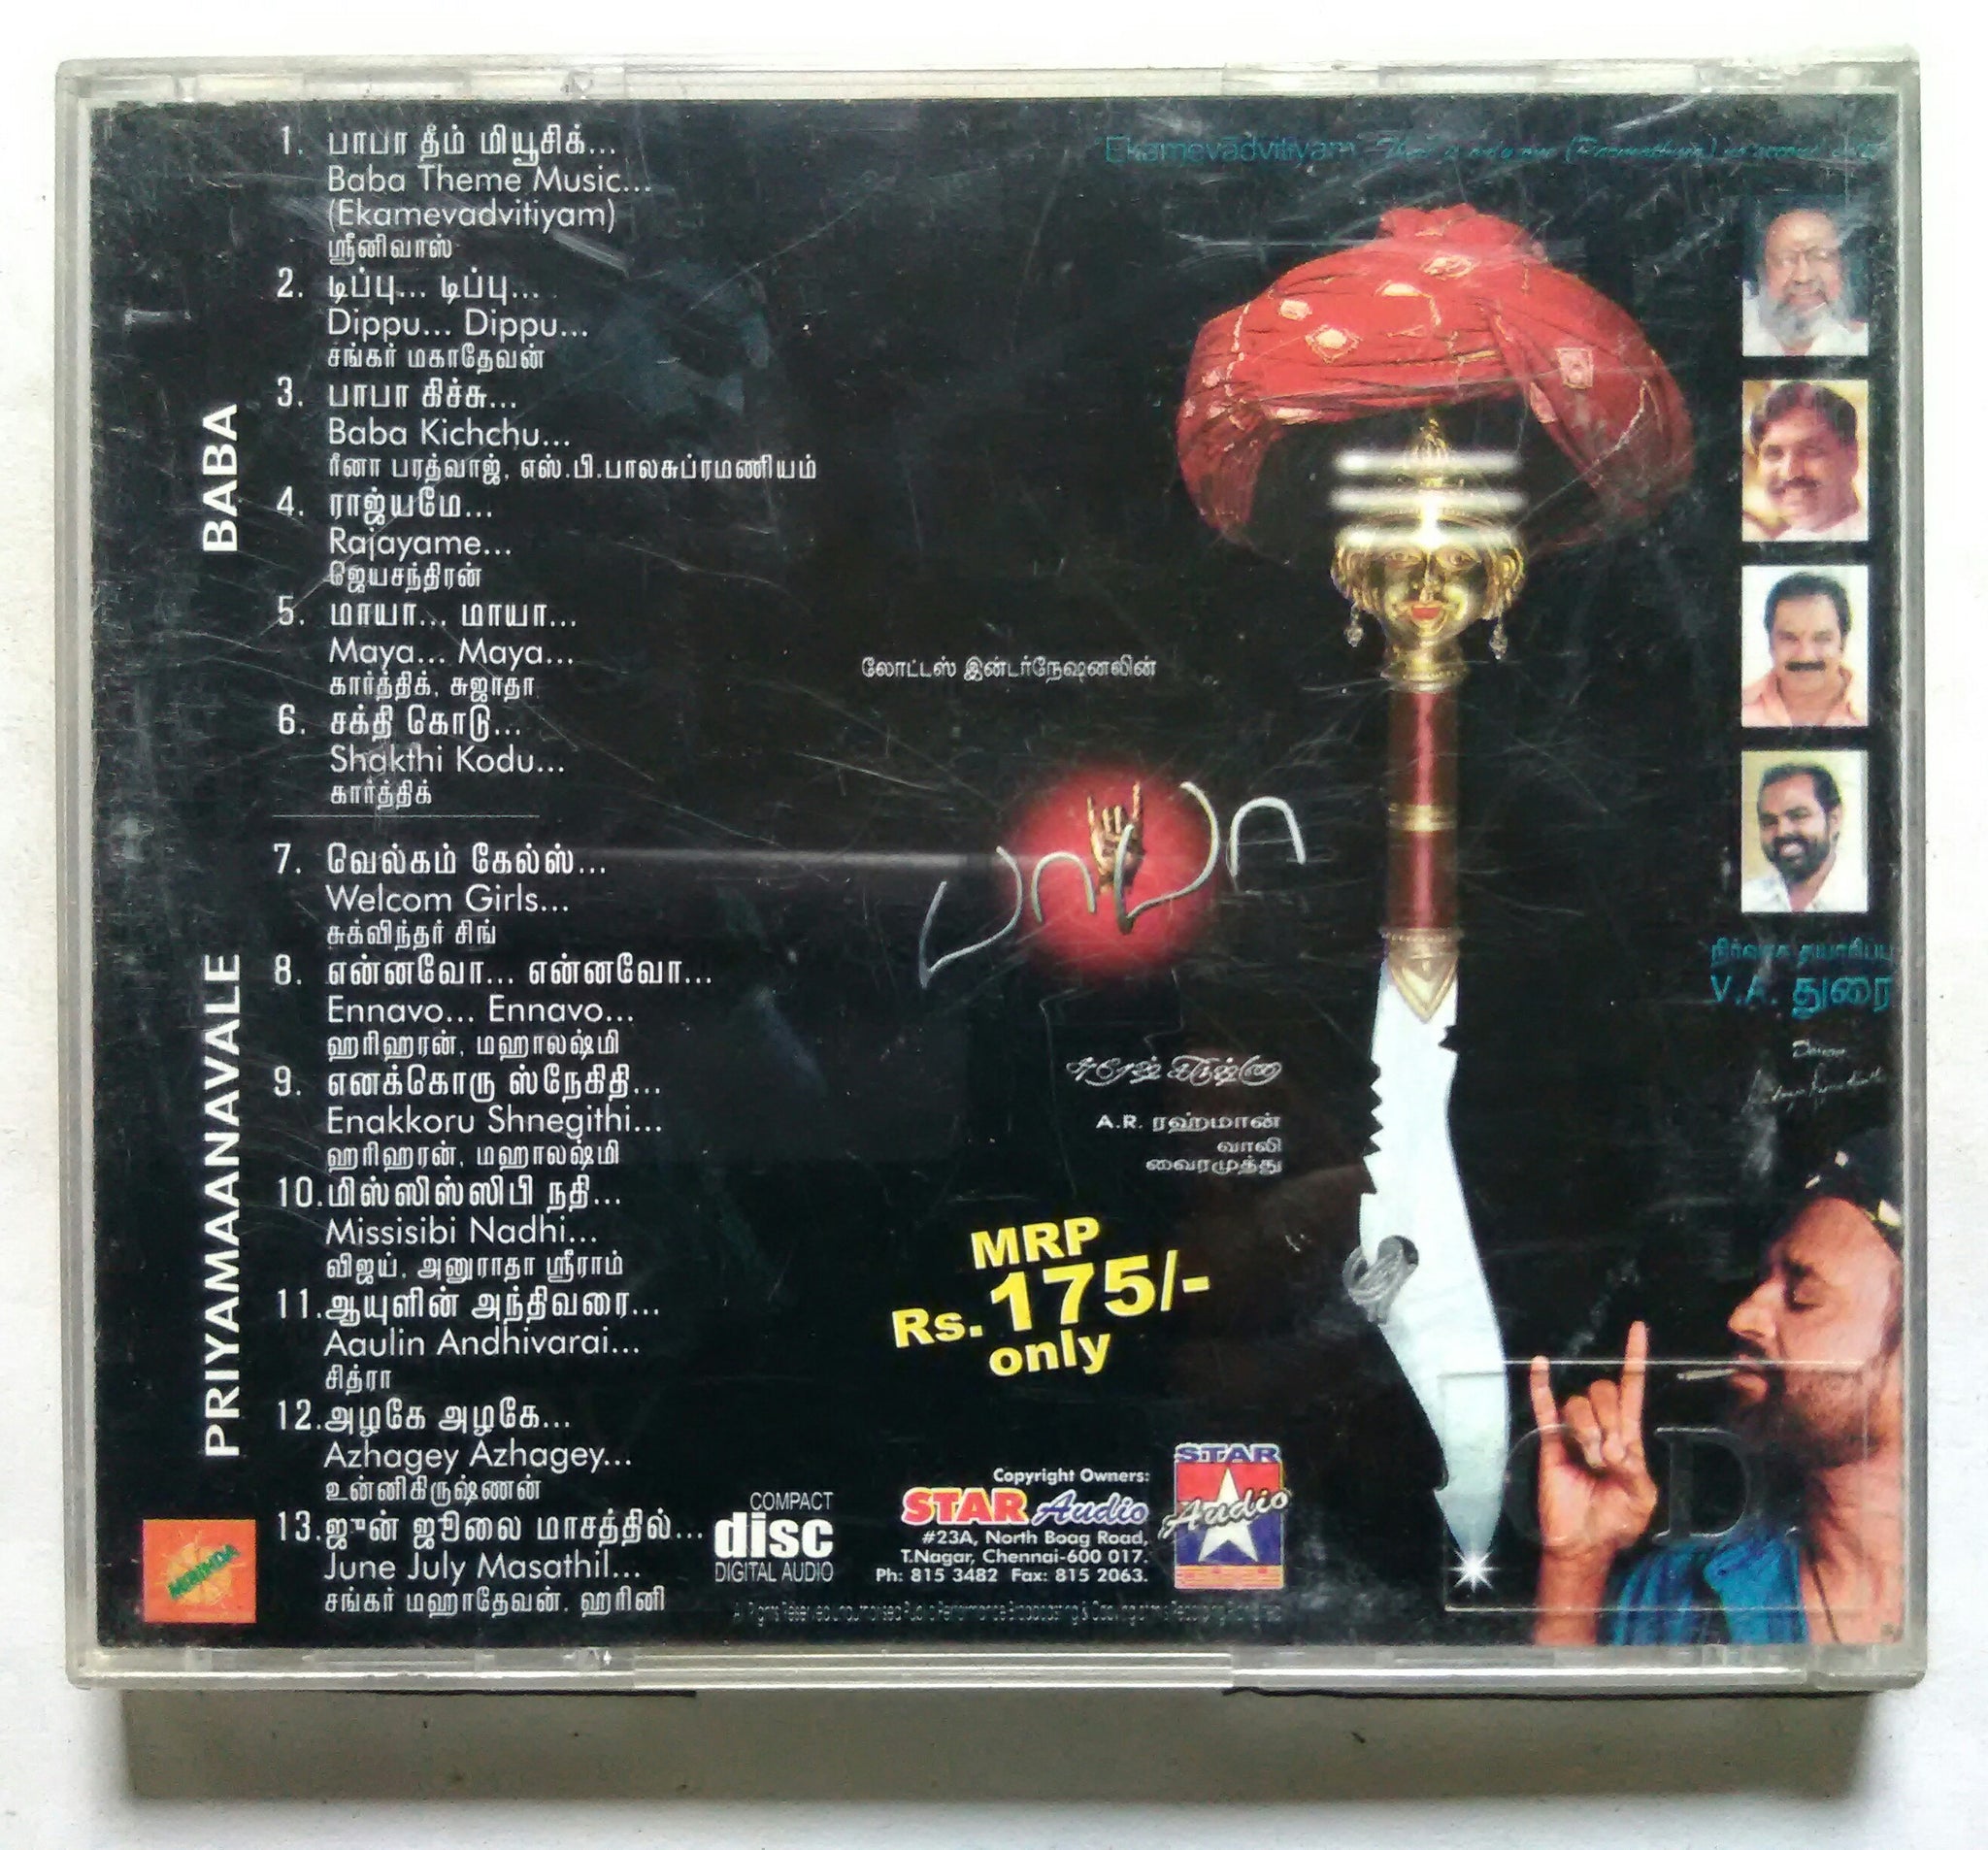 BABA
1. பாபா தீம் மியூசிக்...
Baba Theme Music...
(Ekamevadvitiyam)
ஸ்ரீனிவாஸ்
2. டிப்பு... டிப்பு...
Dippu... Dippu...
சங்கர் மகாதேவன்
3. பாபா கிச்சு...
Baba Kichchu...
ரீனா பரத்வாஜ், எஸ்.பி.பாலசுப்ரமணியம்
4. ராஜ்யமே...
Rajayame...
ஜேயசந்திரன்
5. மாயா... மாயா...
Maya... Maya...
கார்த்திக், சுஜாதா
6. சக்தி கொடு...
Shakthi Kodu...
கார்த்திக்
PRIYAMAANAVALE
7. வேல்கம் கேல்ஸ்...
Welcom Girls...
சுக்விந்தர் சிங்
8. என்னவோ... என்னவோ...
Ennavo... Ennavo...
ஹரிஹரன், மஹாலஷ்மி
9. எனக்கொரு ஸ்நேகிதி...
Enakkoru Shnegithi...
ஹரிஹரன், மஹாலஷ்மி
10. மிஸ்ஸிஸ்ஸிபி நதி...
Missisibi Nadhi...
விஜய், அனுராதா ஸ்ரீராம்
11. ஆயுளின் அந்திவரை...
Aaulin Andhivarai...
சித்ரா
12. அழகே அழகே...
Azhagey Azhagey...
உன்னிகிருஷ்ணன்
13. ஜுன் ஜூலை மாசத்தில்...
June July Masathil...
சங்கர் மஹாதேவன், ஹரினி
Ekamevadvitiyam
லோட்டஸ் இன்டர்நேஷனலின்
பாபா
சுரேஷ் கிருஷ்ணா
A.R. ரஹ்மான்
வாலி
வைரமுத்து
MRP
Rs. 175/-
only
V.A. துரை
COMPACT
disc
DIGITAL AUDIO
Copyright Owners:
STAR Audio
#23A, North Boag Road,
T.Nagar, Chennai-600 017.
Ph: 815 3482 Fax: 815 2063.
STAR
Audio
CD